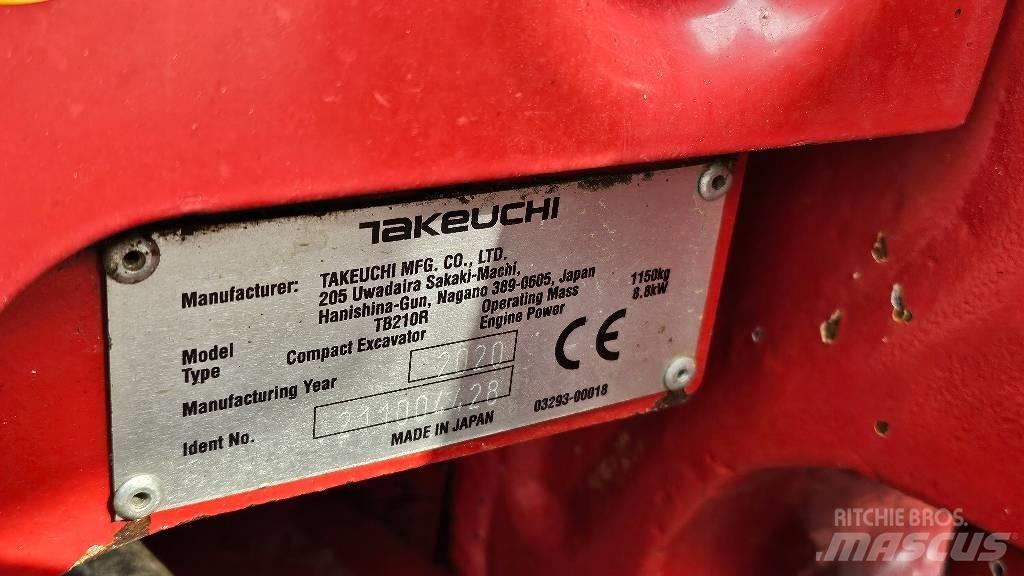 TAKEUCHI
Manufacturer: TAKEUCHI MFG. CO., LTD.
205 Uwadaira Sakaki-Machi,
Hanishina-Gun, Nagano 389-0605, Japan
Model TB210R Operating Mass 1150kg
Type Compact Excavator Engine Power 8.8kW
Manufacturing Year 2020
Ident No.
MADE IN JAPAN 03293-00018
CE
RITCHIE BROS.
MASCUS